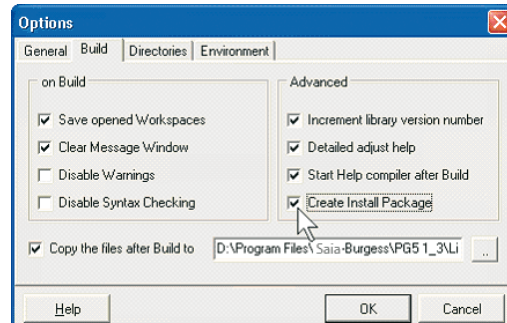 Options
General Build Directories Environment
on Build
Save opened Workspaces
Clear Message Window
Disable Warnings
Disable Syntax Checking
Advanced
Increment library version number
Detailed adjust help
Start Help compiler after Build
Create Install Package
Copy the files after Build to D:\Program Files\ Saia-Burgess\PG5 1_3\Li ..
Help OK Cancel